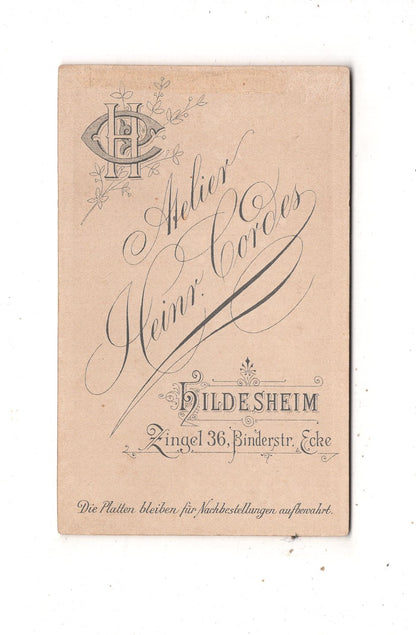 HC
Atelier
Heinr. Cordes
HILDESHEIM
Zingel 36, Binderstr. Ecke
Die Platten bleiben für Nachbestellungen aufbewahrt.